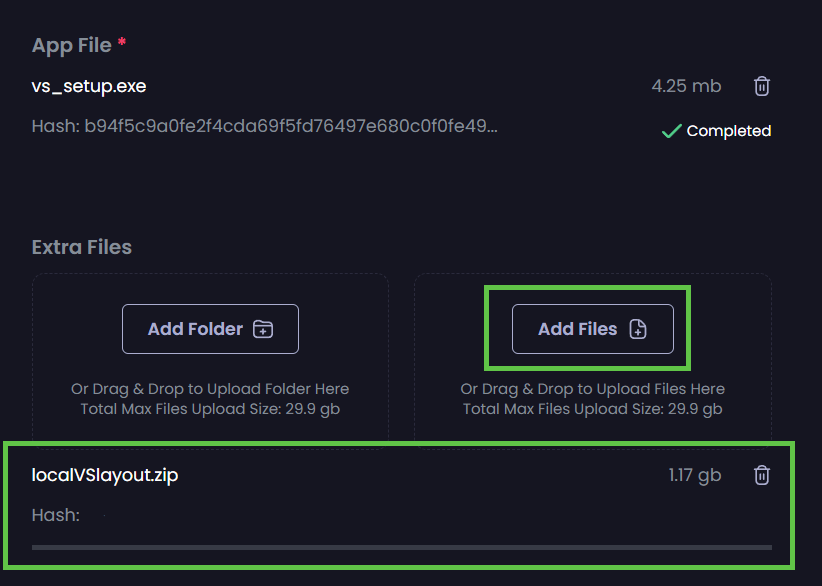 App File *
vs_setup.exe 4.25 mb
Hash: b94f5c9a0fe2f4cda69f5fd76497e680c0f0fe49...
Completed
Extra Files
Add Folder
Or Drag & Drop to Upload Folder Here
Total Max Files Upload Size: 29.9 gb
Add Files
Or Drag & Drop to Upload Files Here
Total Max Files Upload Size: 29.9 gb
localVSlayout.zip 1.17 gb
Hash: